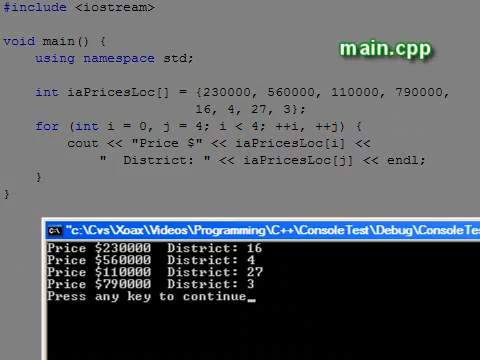 #include <iostream>
main.cpp
void main() {
using namespace std;
int iaPricesLoc[] = {230000, 560000, 110000, 790000,
16, 4, 27, 3};
for (int i = 0, j = 4; i < 4; ++i, ++j) {
cout << "Price $" << iaPricesLoc[i] <<
"  District: " << iaPricesLoc[j] << endl;
}
}
"c:\Cvs\Xoax\Videos\Programming\C++\ConsoleTest\Debug\ConsoleTes
Price $230000  District: 16
Price $560000  District: 4
Price $110000  District: 27
Price $790000  District: 3
Press any key to continue_